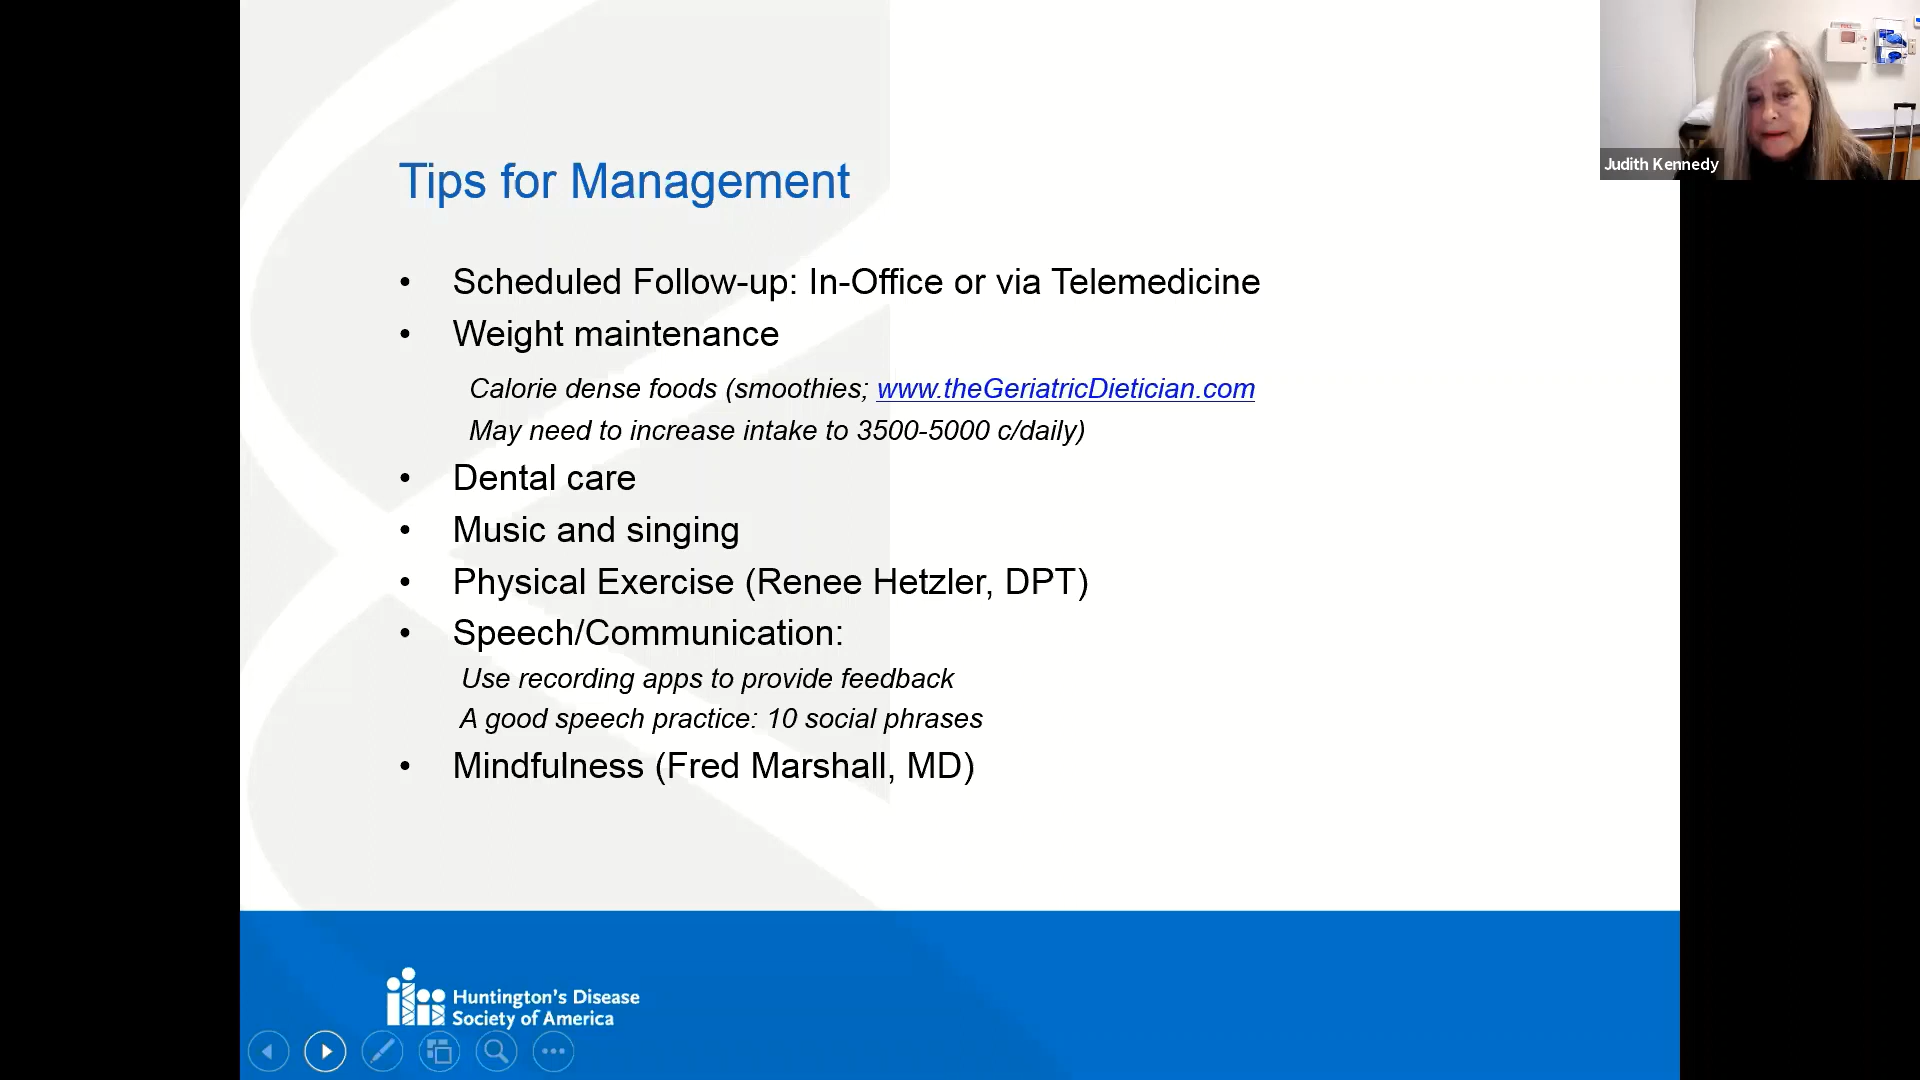 Judith Kennedy
Tips for Management
• Scheduled Follow-up: In-Office or via Telemedicine
• Weight maintenance
Calorie dense foods (smoothies; www.theGeriatricDietician.com
May need to increase intake to 3500-5000 c/daily)
• Dental care
• Music and singing
• Physical Exercise (Renee Hetzler, DPT)
• Speech/Communication:
Use recording apps to provide feedback
A good speech practice: 10 social phrases
• Mindfulness (Fred Marshall, MD)
Huntington's Disease
Society of America